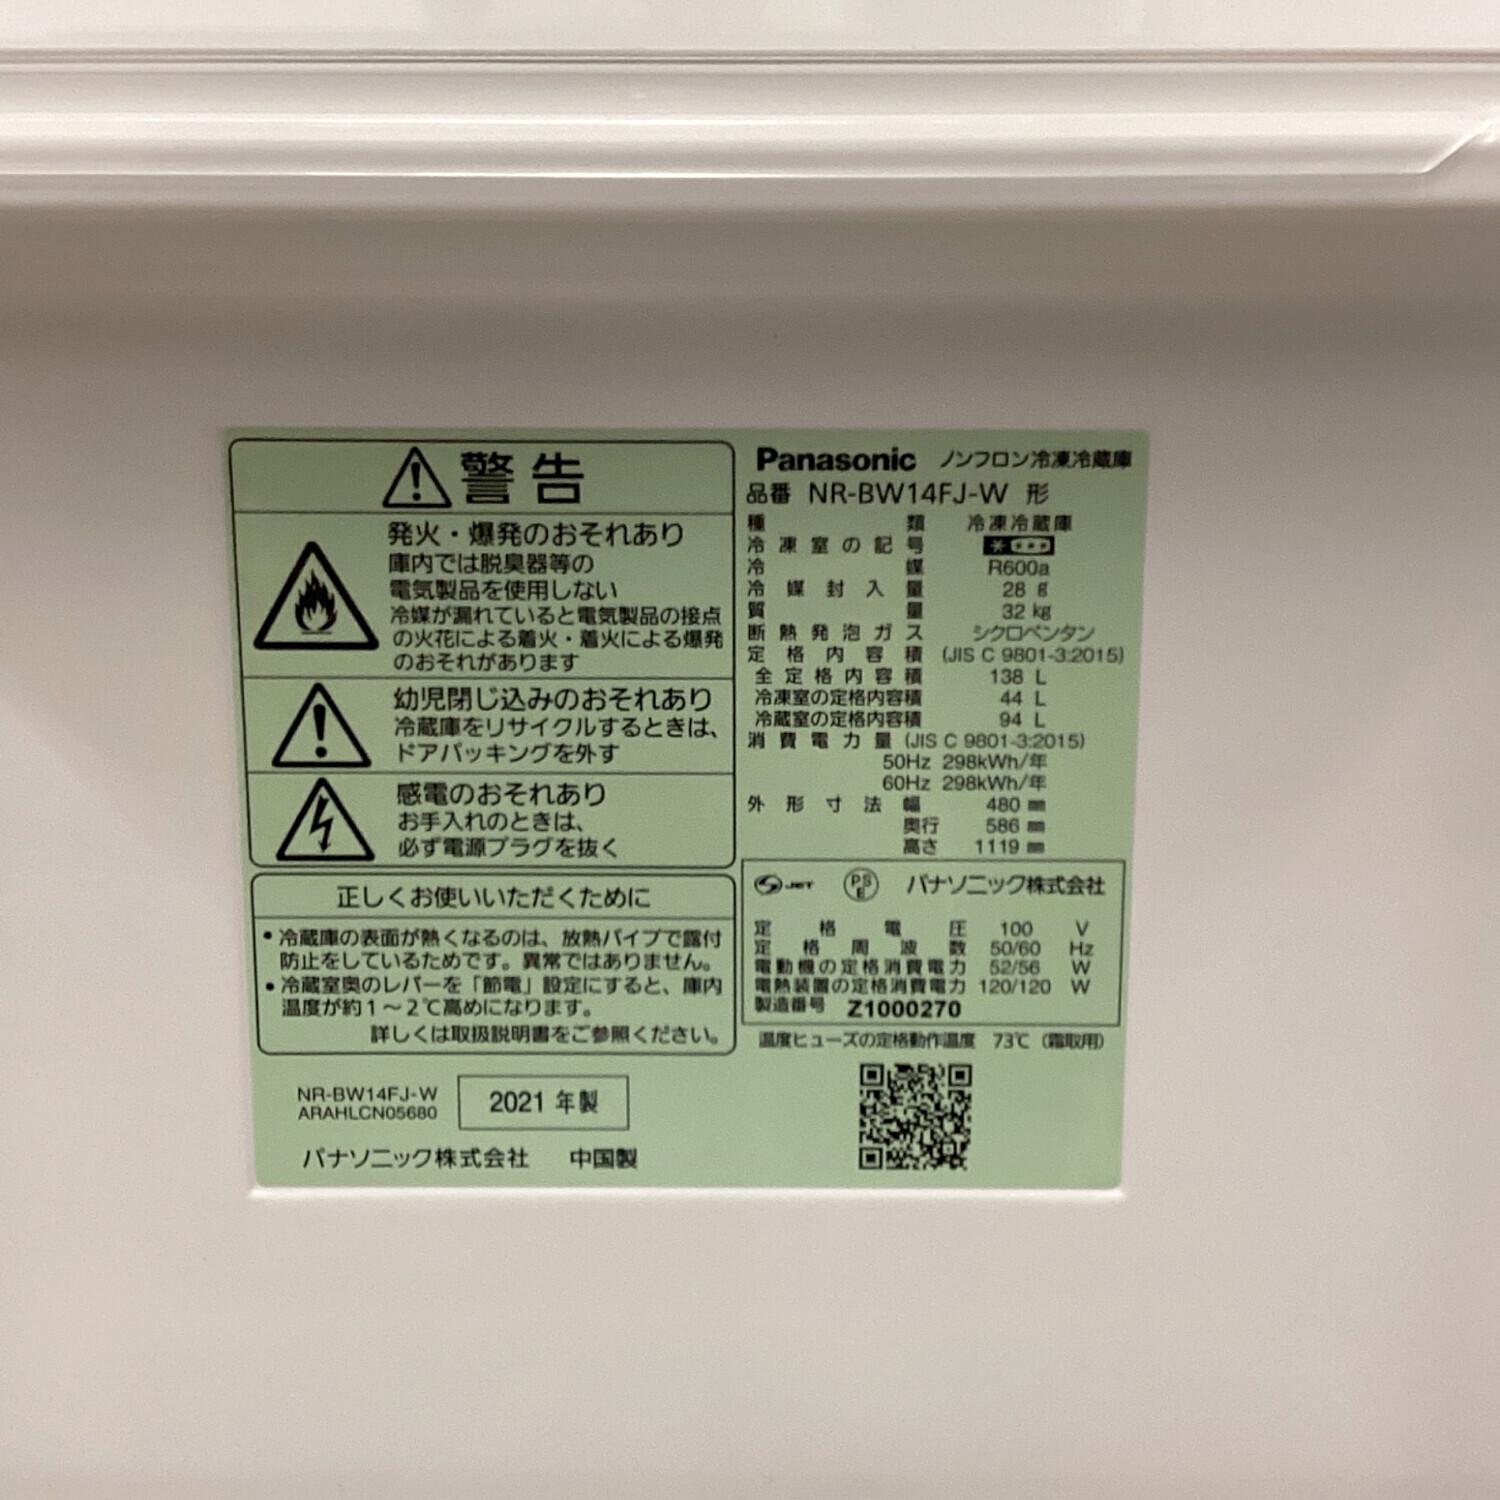 警告
発火・爆発のおそれあり
庫内では脱臭器等の
電気製品を使用しない
冷媒が漏れていると電気製品の接点
の火花による着火・着火による爆発
のおそれがあります
幼児閉じ込みのおそれあり
冷蔵庫をリサイクルするときは、
ドアパッキングを外す
感電のおそれあり
お手入れのときは、
必ず電源プラグを抜く
正しくお使いいただくために
・冷蔵庫の表面が熱くなるのは、放熱パイプで露付
防止をしているためです。異常ではありません。
・冷蔵室奥のレバーを「節電」設定にすると、庫内
温度が約1～2℃高めになります。
詳しくは取扱説明書をご参照ください。
NR-BW14FJ-W
ARAHLCN05680
2021 年製
パナソニック株式会社 中国製
Panasonic ノンフロン冷凍冷蔵庫
品番 NR-BW14FJ-W 形
種類 冷凍冷蔵庫
冷凍室の記号
冷媒 R600a
冷媒封入量 28 g
質量 32 kg
断熱発泡ガス シクロペンタン
定格内容積 (JIS C 9801-3:2015)
全定格内容積 138 L
冷凍室の定格内容積 44 L
冷蔵室の定格内容積 94 L
消費電力量 (JIS C 9801-3:2015)
50Hz 298kWh/年
60Hz 298kWh/年
外形寸法 幅 480 mm
奥行 586 mm
高さ 1119 mm
JET PSE パナソニック株式会社
定格電圧 100 V
定格周波数 50/60 Hz
電動機の定格消費電力 52/56 W
電熱装置の定格消費電力 120/120 W
製造番号 Z1000270
温度ヒューズの定格動作温度 73℃ (霜取用)